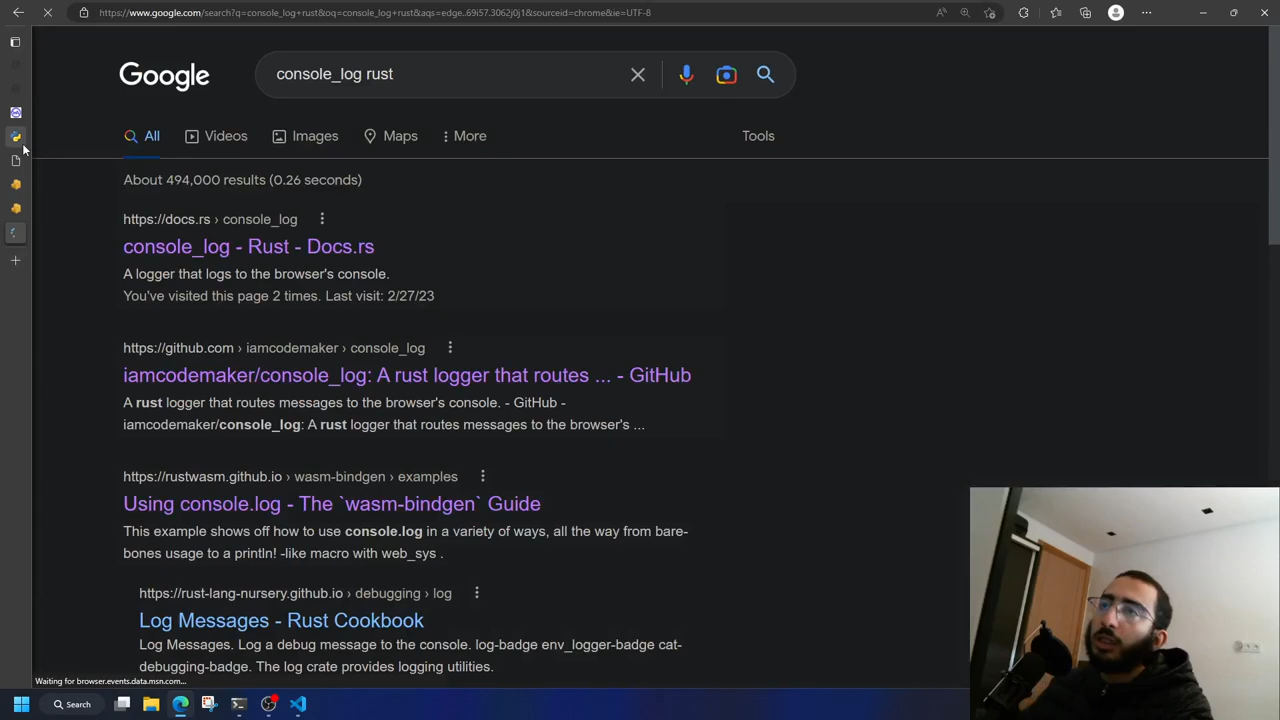 https://www.google.com/search?q=console_log+rust&oq=console_log+rust&aqs=edge..69i57.3062j0j1&sourceid=chrome&ie=UTF-8
Google
console_log rust
All
Videos
Images
Maps
More
Tools
About 494,000 results (0.26 seconds)
https://docs.rs › console_log
console_log - Rust - Docs.rs
A logger that logs to the browser's console.
You've visited this page 2 times. Last visit: 2/27/23
https://github.com › iamcodemaker › console_log
iamcodemaker/console_log: A rust logger that routes ... - GitHub
A rust logger that routes messages to the browser's console. - GitHub -
iamcodemaker/console_log: A rust logger that routes messages to the browser's ...
https://rustwasm.github.io › wasm-bindgen › examples
Using console.log - The `wasm-bindgen` Guide
This example shows off how to use console.log in a variety of ways, all the way from bare-
bones usage to a println! -like macro with web_sys .
https://rust-lang-nursery.github.io › debugging › log
Log Messages - Rust Cookbook
Log Messages. Log a debug message to the console. log-badge env_logger-badge cat-
debugging-badge. The log crate provides logging utilities.
Waiting for browser.events.data.msn.com...
Search